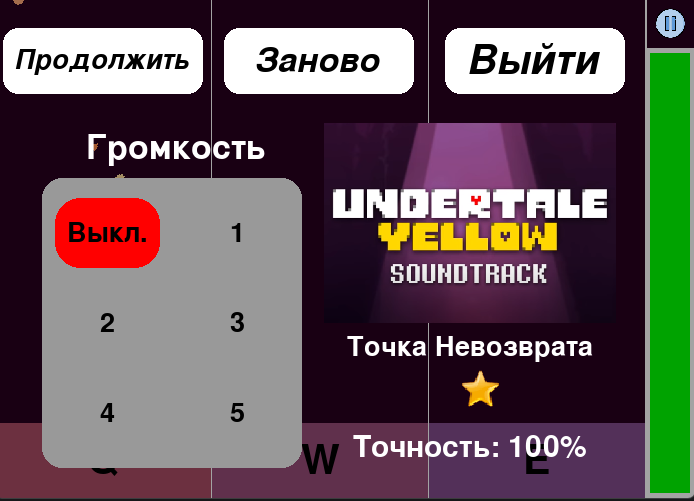 Продолжить
Заново
Выйти
Громкость
Выкл.
1
2
3
4
5
UNDERTALE
YELLOW
SOUNDTRACK
Точка Невозврата
Точность: 100%
W
E